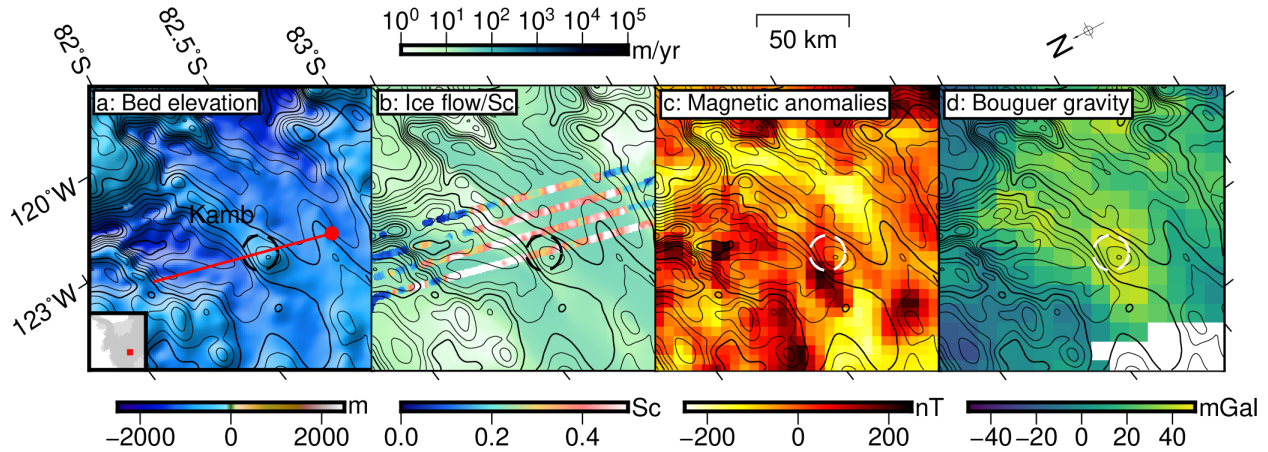 10⁰ 10¹ 10² 10³ 10⁴ 10⁵
m/yr
50 km
N
82˚S 82.5˚S 83˚S
120˚W
123˚W
a: Bed elevation
b: Ice flow/Sc
c: Magnetic anomalies
d: Bouguer gravity
Kamb
m
−2000 0 2000
Sc
0.0 0.2 0.4
nT
−200 0 200
mGal
−40 −20 0 20 40